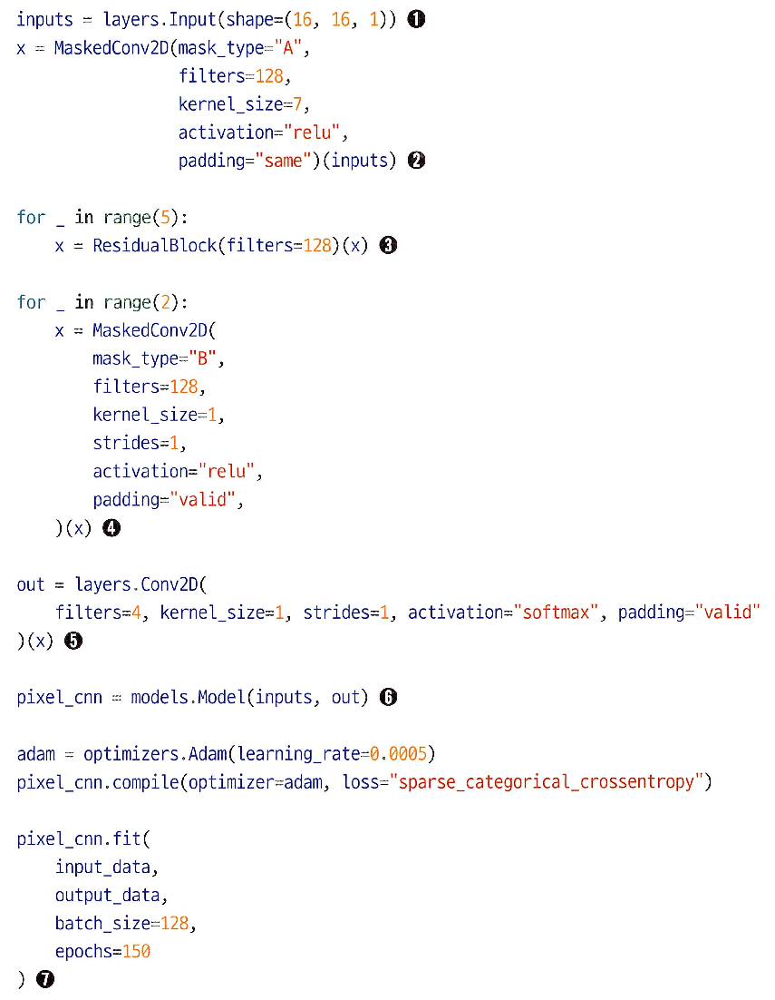 inputs = layers.Input(shape=(16, 16, 1)) ❶
x = MaskedConv2D(mask_type="A",
                 filters=128,
                 kernel_size=7,
                 activation="relu",
                 padding="same")(inputs) ❷

for _ in range(5):
    x = ResidualBlock(filters=128)(x) ❸

for _ in range(2):
    x = MaskedConv2D(
        mask_type="B",
        filters=128,
        kernel_size=1,
        strides=1,
        activation="relu",
        padding="valid",
    )(x) ❹

out = layers.Conv2D(
    filters=4, kernel_size=1, strides=1, activation="softmax", padding="valid"
)(x) ❺

pixel_cnn = models.Model(inputs, out) ❻

adam = optimizers.Adam(learning_rate=0.0005)
pixel_cnn.compile(optimizer=adam, loss="sparse_categorical_crossentropy")

pixel_cnn.fit(
    input_data,
    output_data,
    batch_size=128,
    epochs=150
) ❼